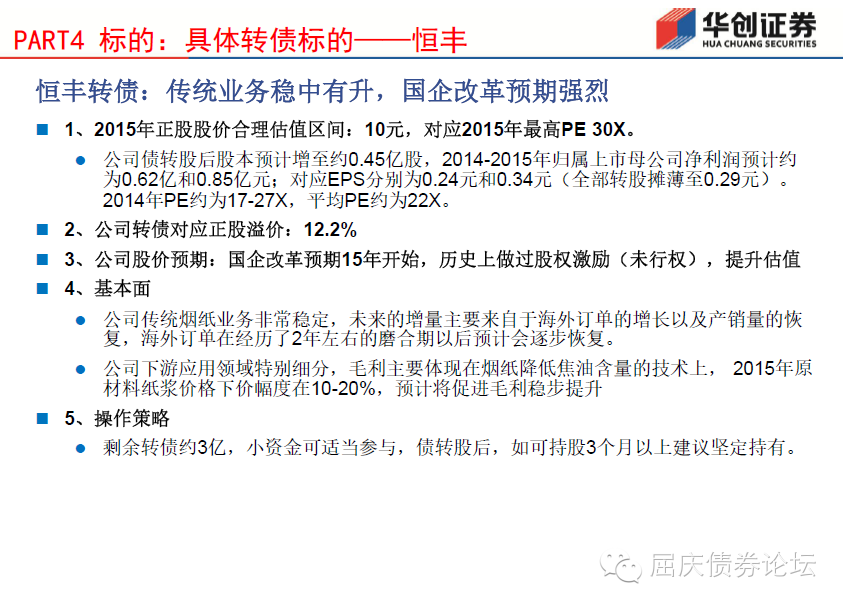 PART4 标的：具体转债标的——恒丰
华创证券
HUA CHUANG SECURITIES
恒丰转债：传统业务稳中有升，国企改革预期强烈
1、2015年正股股价合理估值区间：10元，对应2015年最高PE 30X。
公司债转股后股本预计增至约0.45亿股，2014-2015年归属上市母公司净利润预计约
为0.62亿和0.85亿元；对应EPS分别为0.24元和0.34元（全部转股摊薄至0.29元）。
2014年PE约为17-27X，平均PE约为22X。
2、公司转债对应正股溢价：12.2%
3、公司股价预期：国企改革预期15年开始，历史上做过股权激励（未行权），提升估值
4、基本面
公司传统烟纸业务非常稳定，未来的增量主要来自于海外订单的增长以及产销量的恢
复，海外订单在经历了2年左右的磨合期以后预计会逐步恢复。
公司下游应用领域特别细分，毛利主要体现在烟纸降低焦油含量的技术上， 2015年原
材料纸浆价格下价幅度在10-20%，预计将促进毛利稳步提升
5、操作策略
剩余转债约3亿，小资金可适当参与，债转股后，如可持股3个月以上建议坚定持有。
屈庆债券论坛